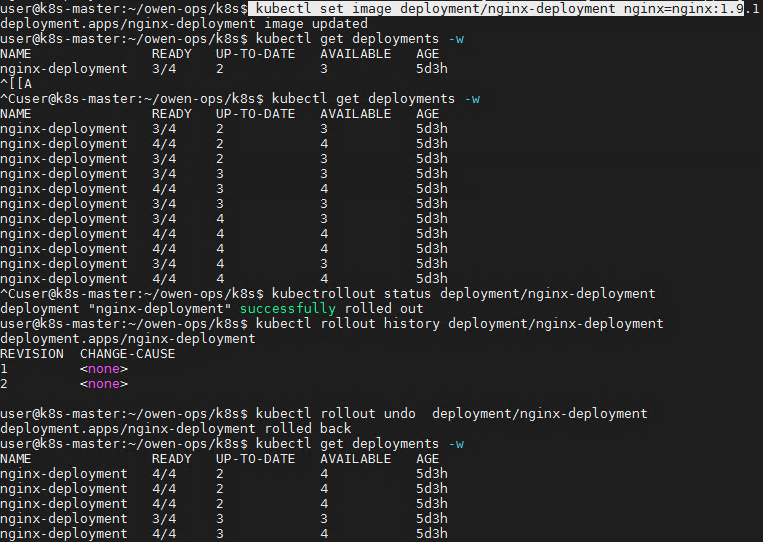 user@k8s-master:~/owen-ops/k8s$ kubectl set image deployment/nginx-deployment nginx=nginx:1.9.1
deployment.apps/nginx-deployment image updated
user@k8s-master:~/owen-ops/k8s$ kubectl get deployments -w
NAME               READY   UP-TO-DATE   AVAILABLE   AGE
nginx-deployment   3/4     2            3           5d3h
^[[A
^Cuser@k8s-master:~/owen-ops/k8s$ kubectl get deployments -w
NAME               READY   UP-TO-DATE   AVAILABLE   AGE
nginx-deployment   3/4     2            3           5d3h
nginx-deployment   4/4     2            4           5d3h
nginx-deployment   3/4     2            3           5d3h
nginx-deployment   3/4     3            3           5d3h
nginx-deployment   4/4     3            4           5d3h
nginx-deployment   3/4     3            3           5d3h
nginx-deployment   3/4     4            3           5d3h
nginx-deployment   4/4     4            4           5d3h
nginx-deployment   4/4     4            4           5d3h
nginx-deployment   3/4     4            3           5d3h
nginx-deployment   4/4     4            4           5d3h
^Cuser@k8s-master:~/owen-ops/k8s$ kubectrollout status deployment/nginx-deployment
deployment "nginx-deployment" successfully rolled out
user@k8s-master:~/owen-ops/k8s$ kubectl rollout history deployment/nginx-deployment
deployment.apps/nginx-deployment
REVISION  CHANGE-CAUSE
1         <none>
2         <none>
user@k8s-master:~/owen-ops/k8s$ kubectl rollout undo  deployment/nginx-deployment
deployment.apps/nginx-deployment rolled back
user@k8s-master:~/owen-ops/k8s$ kubectl get deployments -w
NAME               READY   UP-TO-DATE   AVAILABLE   AGE
nginx-deployment   4/4     2            4           5d3h
nginx-deployment   4/4     2            4           5d3h
nginx-deployment   4/4     2            4           5d3h
nginx-deployment   3/4     3            3           5d3h
nginx-deployment   4/4     3            4           5d3h